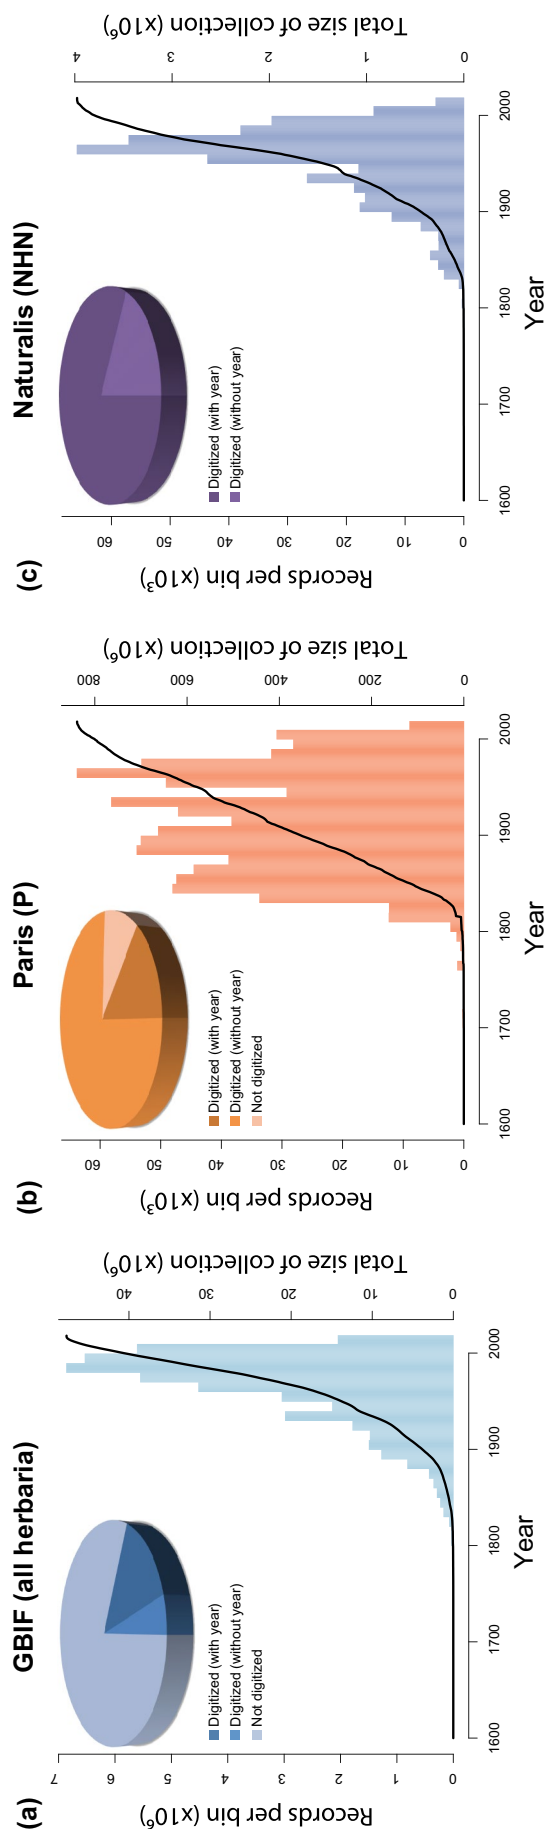 (a)
GBIF (all herbaria)
Digitized (with year)
Digitized (without year)
Not digitized
Records per bin (x10⁶)
0
1
2
3
4
5
6
7
Total size of collection (x10⁶)
0
10
20
30
40
1600
1700
1800
1900
2000
Year
(b)
Paris (P)
Digitized (with year)
Digitized (without year)
Not digitized
Records per bin (x10³)
0
10
20
30
40
50
60
Total size of collection (x10⁶)
0
200
400
600
800
1600
1700
1800
1900
2000
Year
(c)
Naturalis (NHN)
Digitized (with year)
Digitized (without year)
Records per bin (x10³)
0
10
20
30
40
50
60
Total size of collection (x10⁶)
0
1
2
3
4
1600
1700
1800
1900
2000
Year